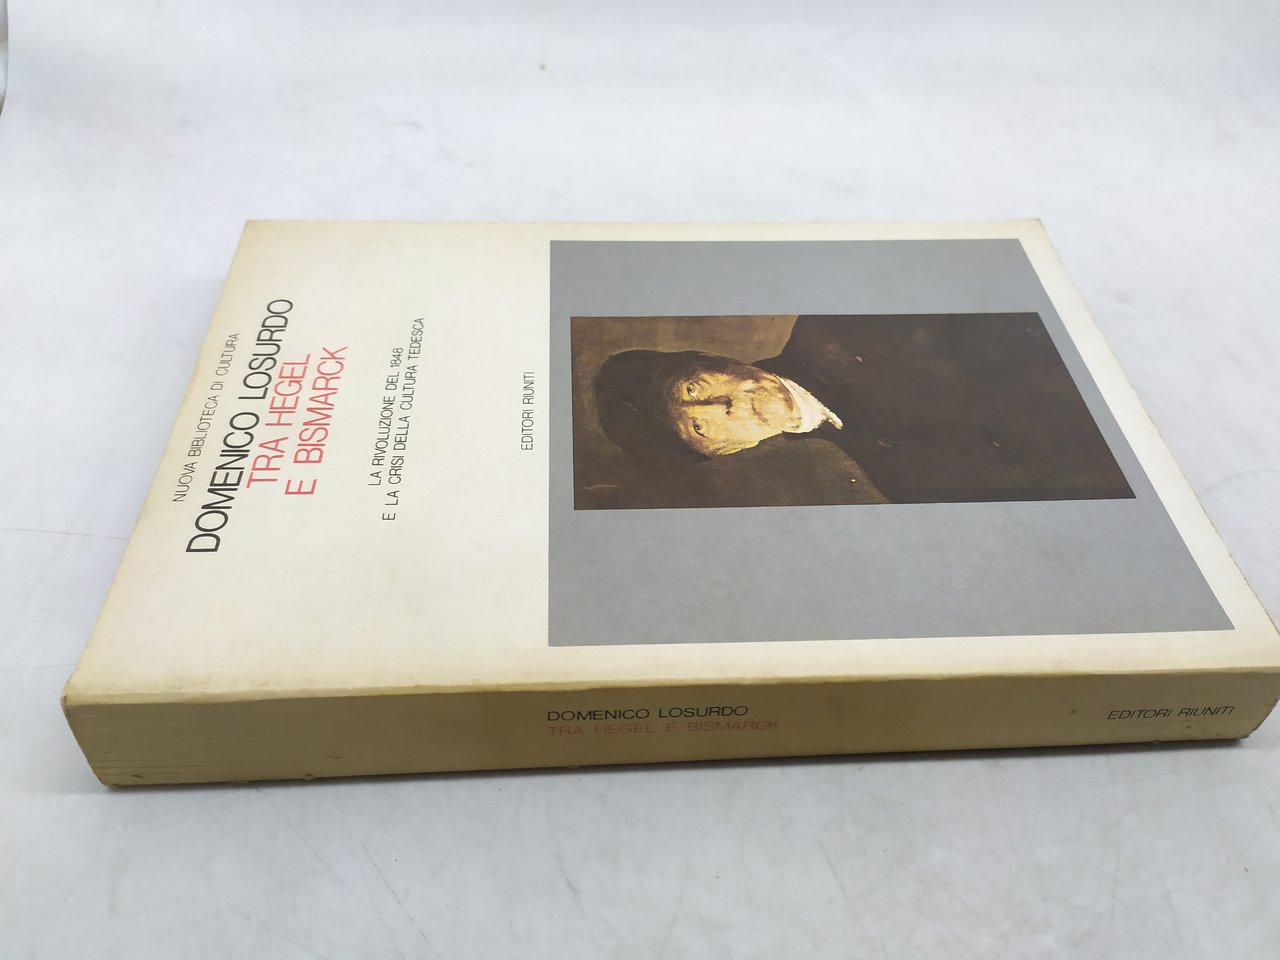 NUOVA BIBLIOTECA DI CULTURA
DOMENICO LOSURDO
TRA HEGEL
E BISMARCK
LA RIVOLUZIONE DEL 1848
E LA CRISI DELLA CULTURA TEDESCA
EDITORI RIUNITI
DOMENICO LOSURDO
TRA HEGEL E BISMARCK
EDITORI RIUNITI